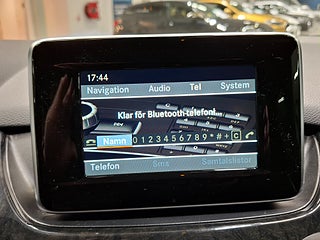 17:44
Navigation Audio Tel System
Klar för Bluetooth-telefoni...
Namn 0 1 2 3 4 5 6 7 8 9 * # + C
Telefon Sms Samtalslistor